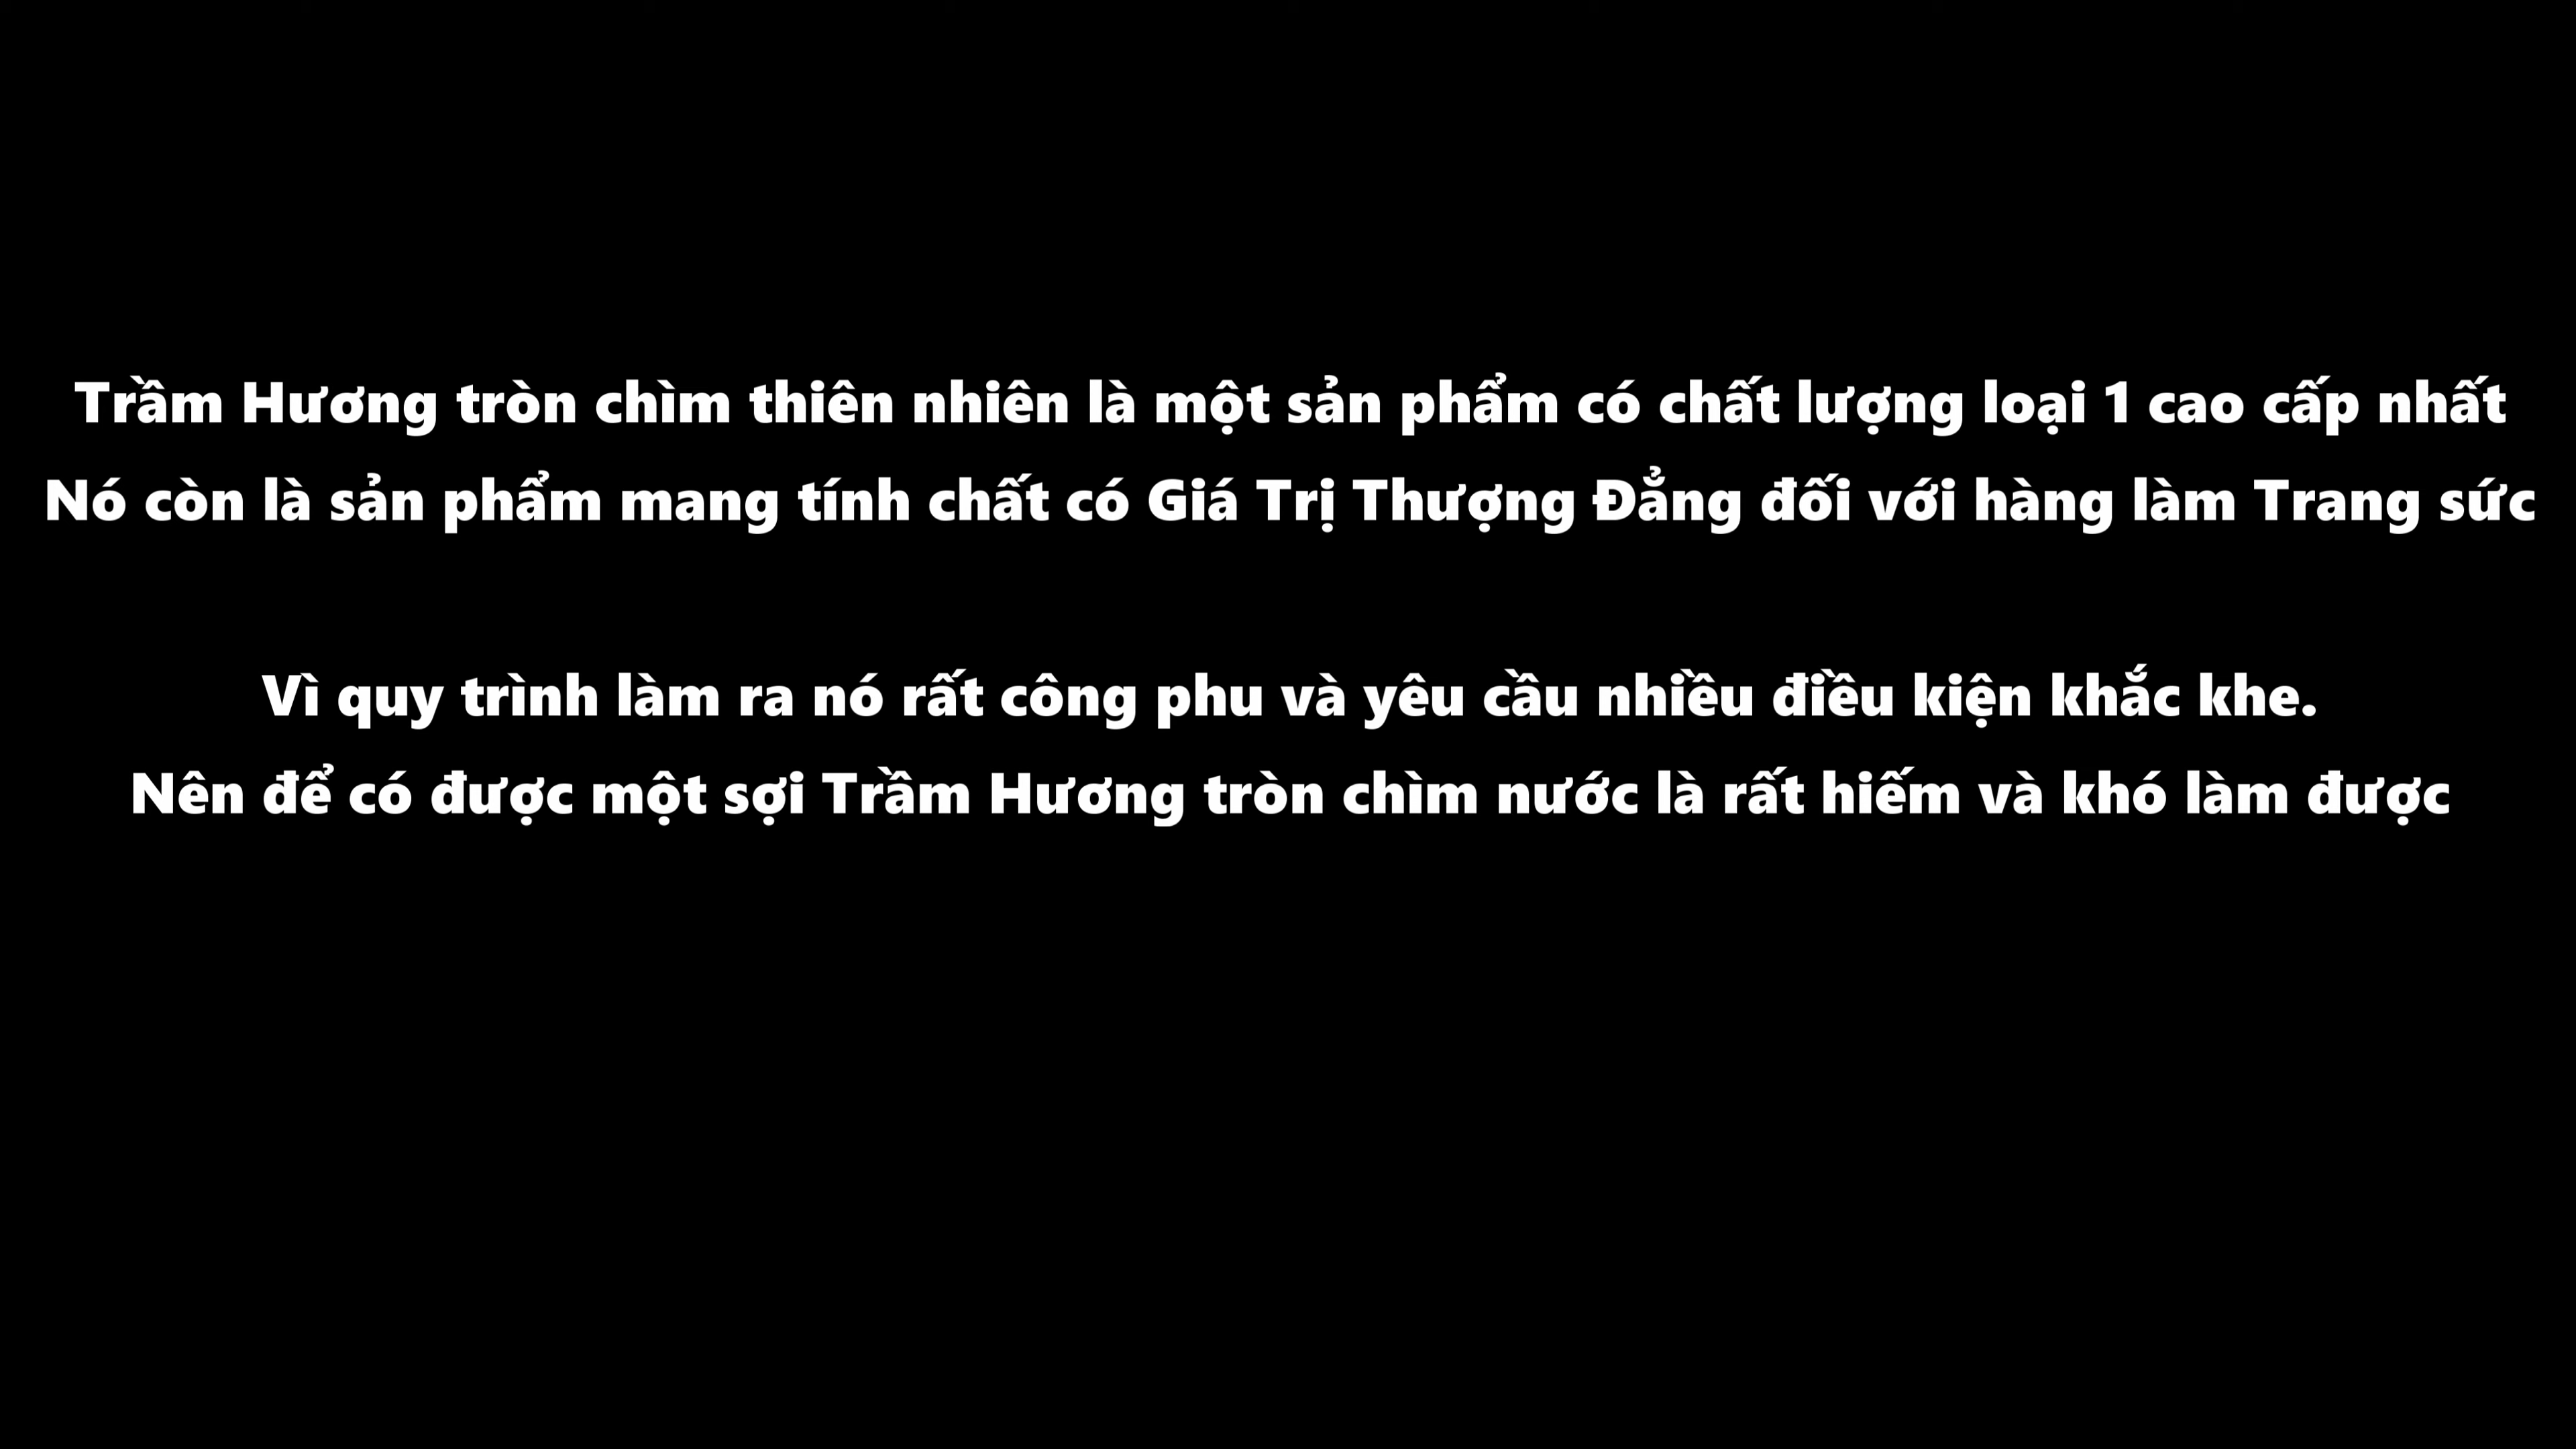 Trầm Hương tròn chìm thiên nhiên là một sản phẩm có chất lượng loại 1 cao cấp nhất
Nó còn là sản phẩm mang tính chất có Giá Trị Thượng Đẳng đối với hàng làm Trang sức
Vì quy trình làm ra nó rất công phu và yêu cầu nhiều điều kiện khắc khe.
Nên để có được một sợi Trầm Hương tròn chìm nước là rất hiếm và khó làm được